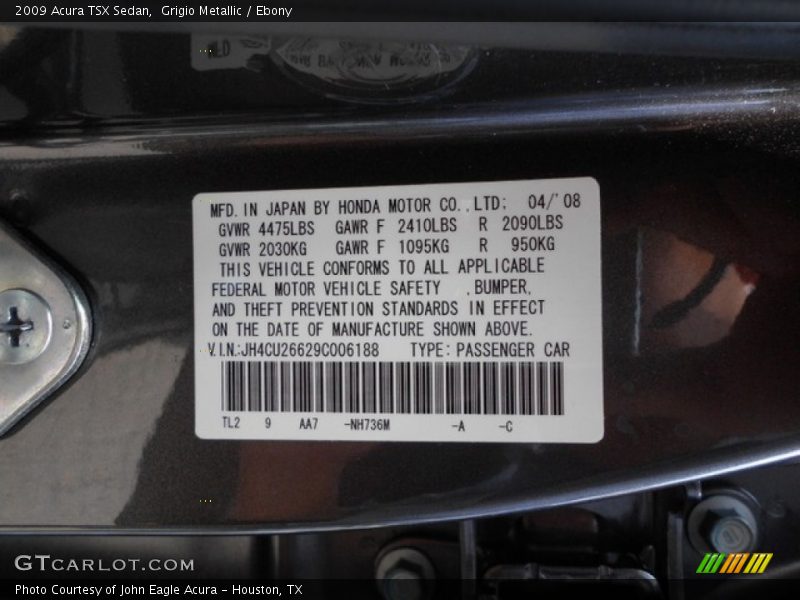 2009 Acura TSX Sedan, Grigio Metallic / Ebony
MFD. IN JAPAN BY HONDA MOTOR CO.,LTD: 04/'08
GVWR 4475LBS GAWR F 2410LBS R 2090LBS
GVWR 2030KG GAWR F 1095KG R 950KG
THIS VEHICLE CONFORMS TO ALL APPLICABLE
FEDERAL MOTOR VEHICLE SAFETY ,BUMPER,
AND THEFT PREVENTION STANDARDS IN EFFECT
ON THE DATE OF MANUFACTURE SHOWN ABOVE.
V.I.N.:JH4CU26629C006188 TYPE: PASSENGER CAR
TL2 9 AA7 -NH736M -A -C
GTCARLOT.COM
Photo Courtesy of John Eagle Acura - Houston, TX